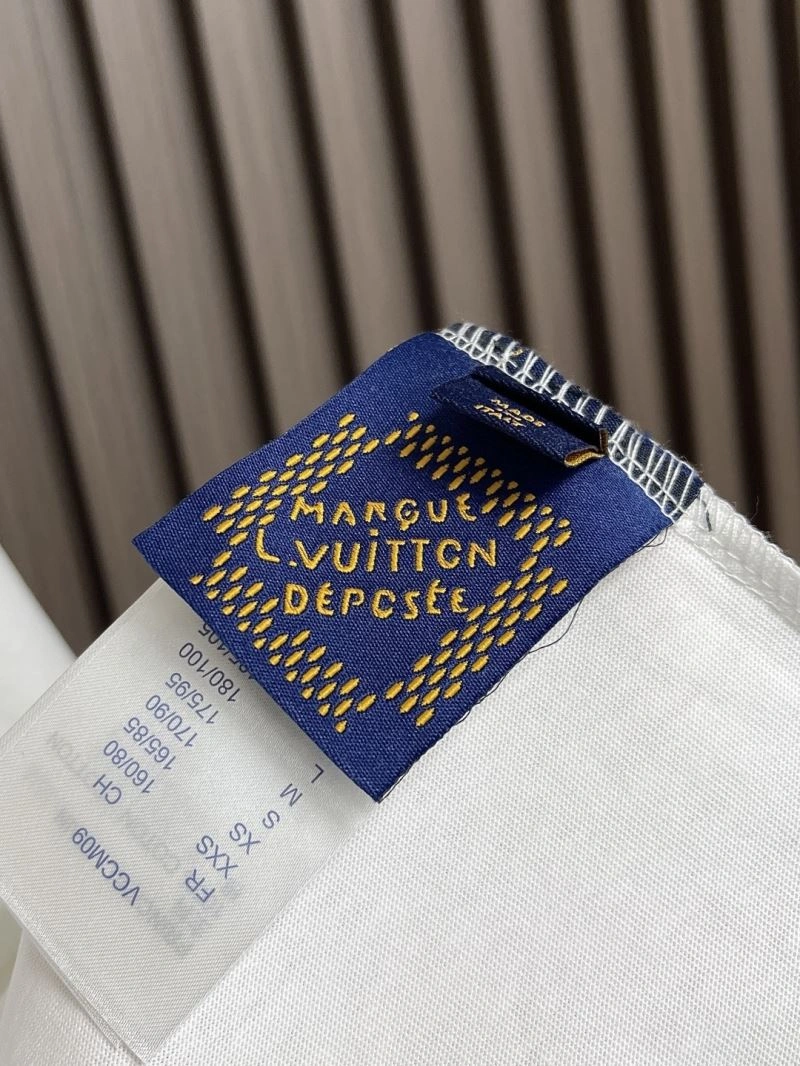 MADE
IN
ITALY
MARQUE
L.VUITTON
DÉPOSÉE
VCCM09
FR CH
XXS 160/80
XS 165/85
S 170/90
M 175/95
L 180/100